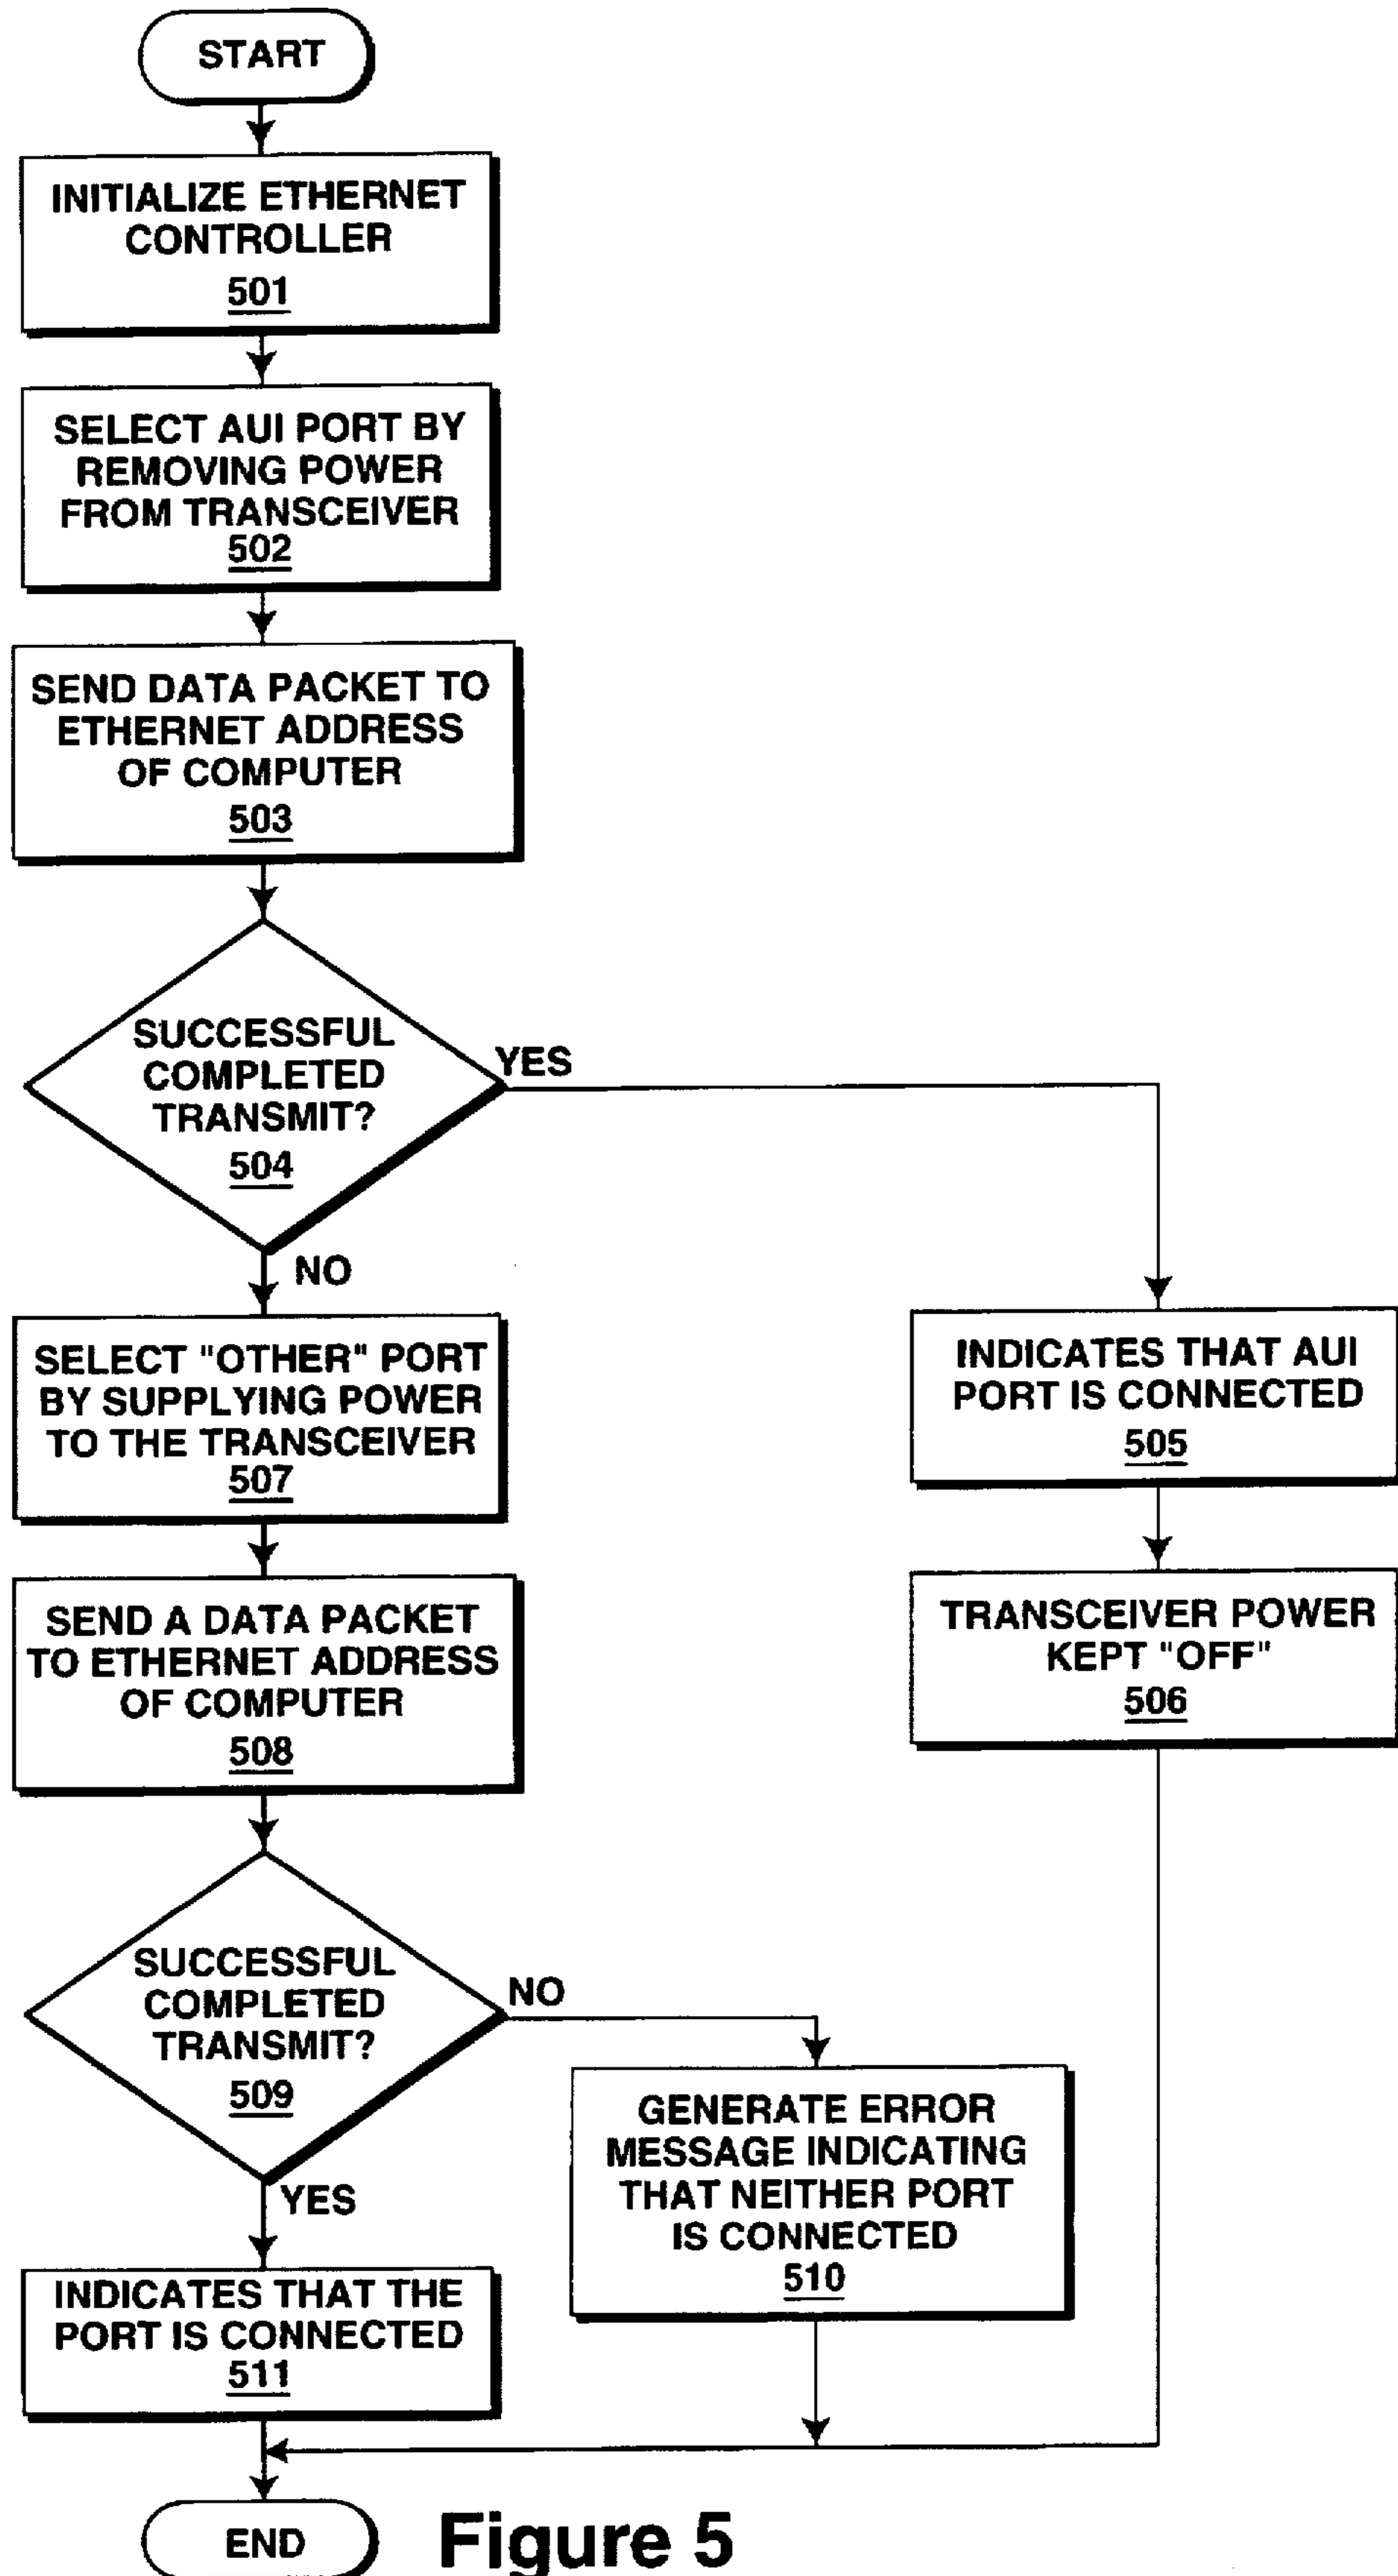 START
INITIALIZE ETHERNET
CONTROLLER
501
SELECT AUI PORT BY
REMOVING POWER
FROM TRANSCEIVER
502
SEND DATA PACKET TO
ETHERNET ADDRESS
OF COMPUTER
503
SUCCESSFUL
COMPLETED
TRANSMIT?
504
YES
NO
INDICATES THAT AUI
PORT IS CONNECTED
505
TRANSCEIVER POWER
KEPT "OFF"
506
SELECT "OTHER" PORT
BY SUPPLYING POWER
TO THE TRANSCEIVER
507
SEND A DATA PACKET
TO ETHERNET ADDRESS
OF COMPUTER
508
SUCCESSFUL
COMPLETED
TRANSMIT?
509
NO
YES
GENERATE ERROR
MESSAGE INDICATING
THAT NEITHER PORT
IS CONNECTED
510
INDICATES THAT THE
PORT IS CONNECTED
511
END
Figure 5